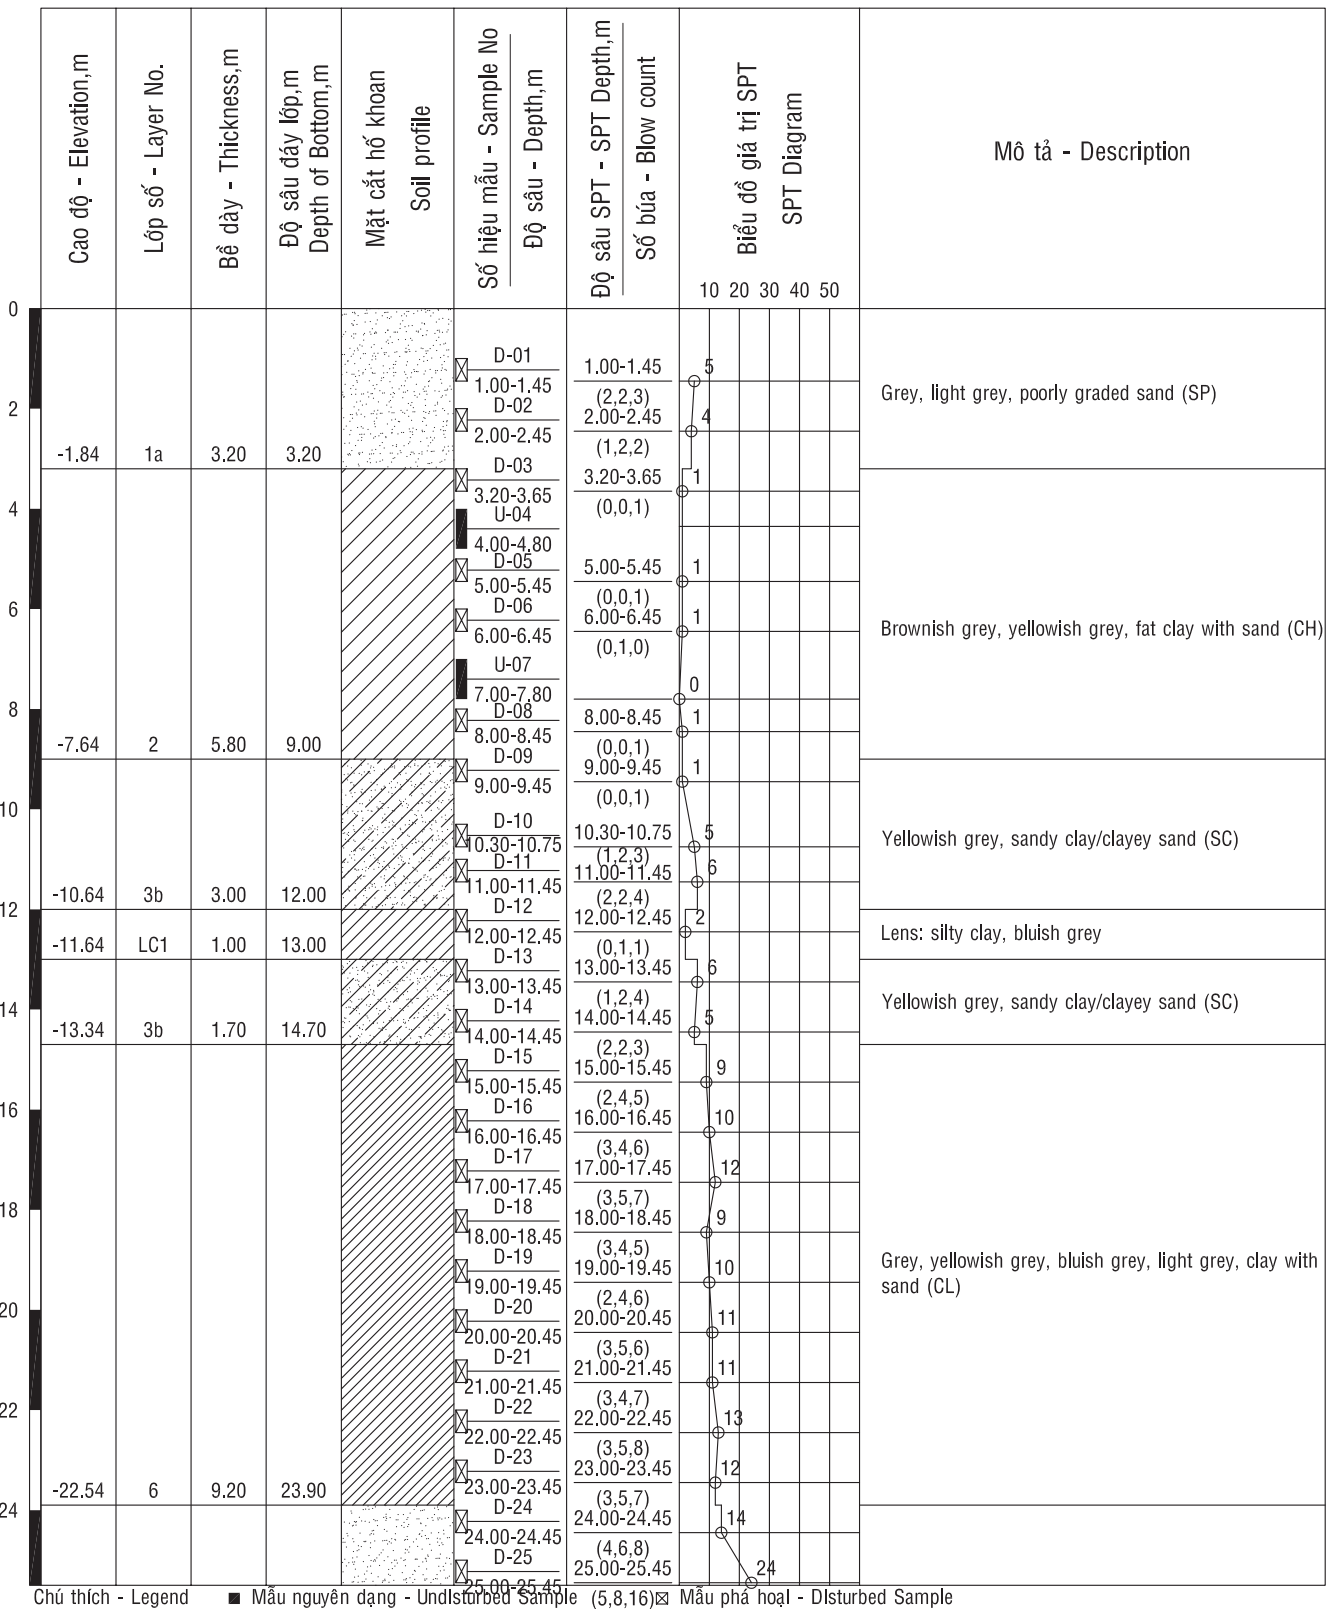 Cao độ - Elevation,m
Lớp số - Layer No.
Bề dày - Thickness,m
Độ sâu đáy lớp,m
Depth of Bottom,m
Mặt cắt hố khoan
Soil profile
Số hiệu mẫu - Sample No
Độ sâu - Depth,m
Độ sâu SPT - SPT Depth,m
Số búa - Blow count
Biểu đồ giá trị SPT
SPT Diagram
Mô tả - Description
10 20 30 40 50
0
D-01
1.00-1.45
1.00-1.45
(2,2,3)
5
Grey, light grey, poorly graded sand (SP)
2
D-02
2.00-2.45
2.00-2.45
(1,2,2)
4
-1.84 1a 3.20 3.20
D-03
3.20-3.65
3.20-3.65
(0,0,1)
1
4
U-04
4.00-4.80
D-05
5.00-5.45
5.00-5.45
(0,0,1)
1
6
D-06
6.00-6.45
6.00-6.45
(0,1,0)
1
Brownish grey, yellowish grey, fat clay with sand (CH)
U-07
7.00-7.80
0
8
D-08
8.00-8.45
8.00-8.45
(0,0,1)
1
-7.64 2 5.80 9.00
D-09
9.00-9.45
9.00-9.45
(0,0,1)
1
10
D-10
10.30-10.75
10.30-10.75
(1,2,3)
5
Yellowish grey, sandy clay/clayey sand (SC)
D-11
11.00-11.45
11.00-11.45
(2,2,4)
6
-10.64 3b 3.00 12.00
12
D-12
12.00-12.45
12.00-12.45
(0,1,1)
2
Lens: silty clay, bluish grey
-11.64 LC1 1.00 13.00
D-13
13.00-13.45
13.00-13.45
(1,2,4)
6
Yellowish grey, sandy clay/clayey sand (SC)
14
D-14
14.00-14.45
14.00-14.45
(2,2,3)
5
-13.34 3b 1.70 14.70
D-15
15.00-15.45
15.00-15.45
(2,4,5)
9
16
D-16
16.00-16.45
16.00-16.45
(3,4,6)
10
D-17
17.00-17.45
17.00-17.45
(3,5,7)
12
18
D-18
18.00-18.45
18.00-18.45
(3,4,5)
9
D-19
19.00-19.45
19.00-19.45
(2,4,6)
10
Grey, yellowish grey, bluish grey, light grey, clay with
sand (CL)
20
D-20
20.00-20.45
20.00-20.45
(3,5,6)
11
D-21
21.00-21.45
21.00-21.45
(3,4,7)
11
22
D-22
22.00-22.45
22.00-22.45
(3,5,8)
13
D-23
23.00-23.45
23.00-23.45
(3,5,7)
12
-22.54 6 9.20 23.90
24
D-24
24.00-24.45
24.00-24.45
(4,6,8)
14
D-25
25.00-25.45
25.00-25.45
(5,8,16)
24
Chú thích - Legend Mẫu nguyên dạng - Undisturbed Sample Mẫu phá hoại - Disturbed Sample